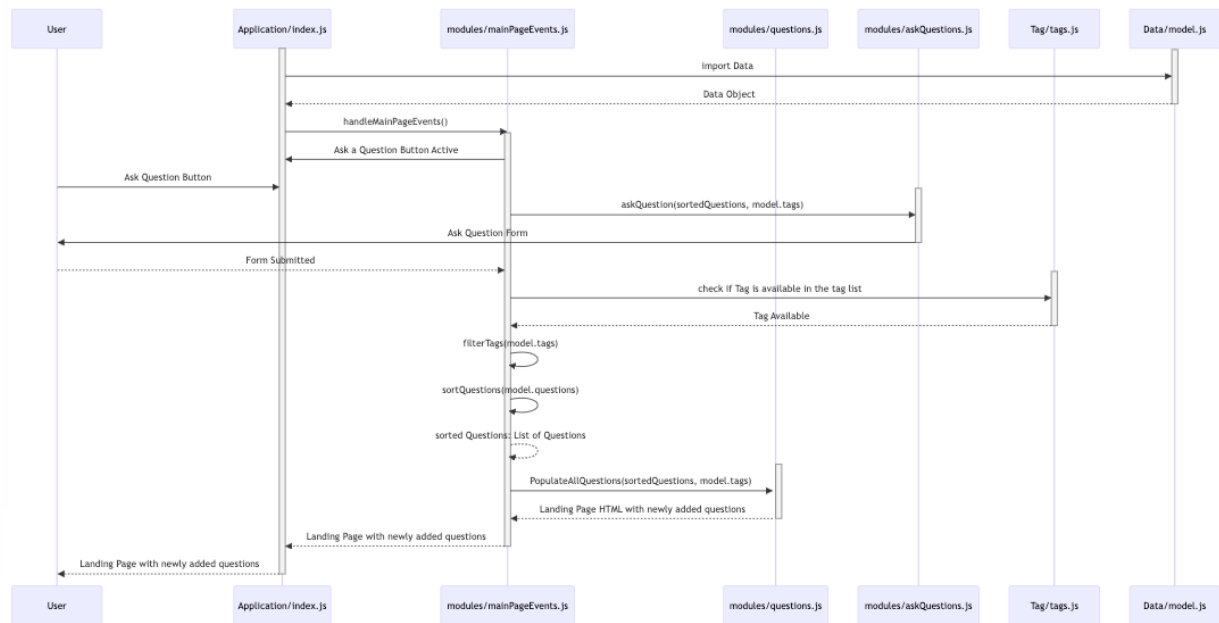 User
Application/index.js
modules/mainPageEvents.js
modules/questions.js
modules/askQuestions.js
Tag/tags.js
Data/model.js
Import Data
Data Object
handleMainPageEvents()
Ask a Question Button Active
Ask Question Button
askQuestion(sortedQuestions, model.tags)
Ask Question Form
Form Submitted
check if Tag is available in the tag list
Tag Available
filterTags(model.tags)
sortQuestions(model.questions)
sorted Questions: List of Questions
PopulateAllQuestions(sortedQuestions, model.tags)
Landing Page HTML with newly added questions
Landing Page with newly added questions
Landing Page with newly added questions
User
Application/index.js
modules/mainPageEvents.js
modules/questions.js
modules/askQuestions.js
Tag/tags.js
Data/model.js